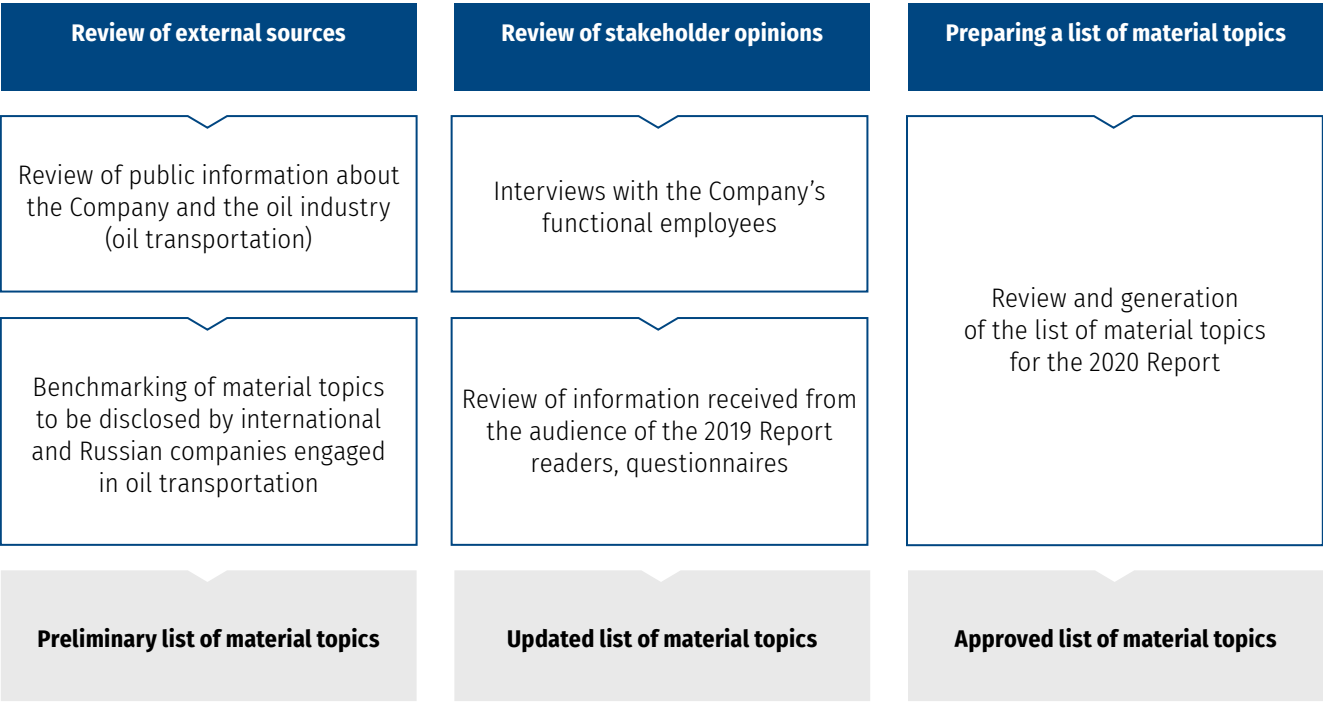 Review of external sources
Review of public information about
the Company and the oil industry
(oil transportation)
Benchmarking of material topics
to be disclosed by international
and Russian companies engaged
in oil transportation
Preliminary list of material topics
Review of stakeholder opinions
Interviews with the Company’s
functional employees
Review of information received from
the audience of the 2019 Report
readers, questionnaires
Updated list of material topics
Preparing a list of material topics
Review and generation
of the list of material topics
for the 2020 Report
Approved list of material topics